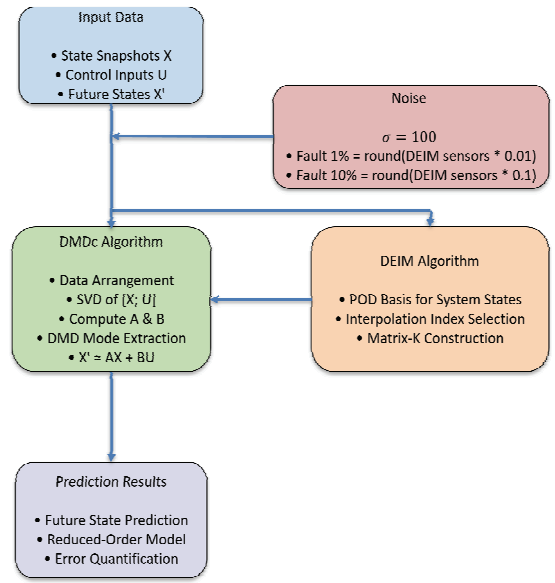 Input Data
• State Snapshots X
• Control Inputs U
• Future States X'
Noise
σ = 100
• Fault 1% = round(DEIM sensors * 0.01)
• Fault 10% = round(DEIM sensors * 0.1)
DMDc Algorithm
• Data Arrangement
• SVD of [X; U]
• Compute A & B
• DMD Mode Extraction
• X' ≃ AX + BU
DEIM Algorithm
• POD Basis for System States
• Interpolation Index Selection
• Matrix-K Construction
Prediction Results
• Future State Prediction
• Reduced-Order Model
• Error Quantification